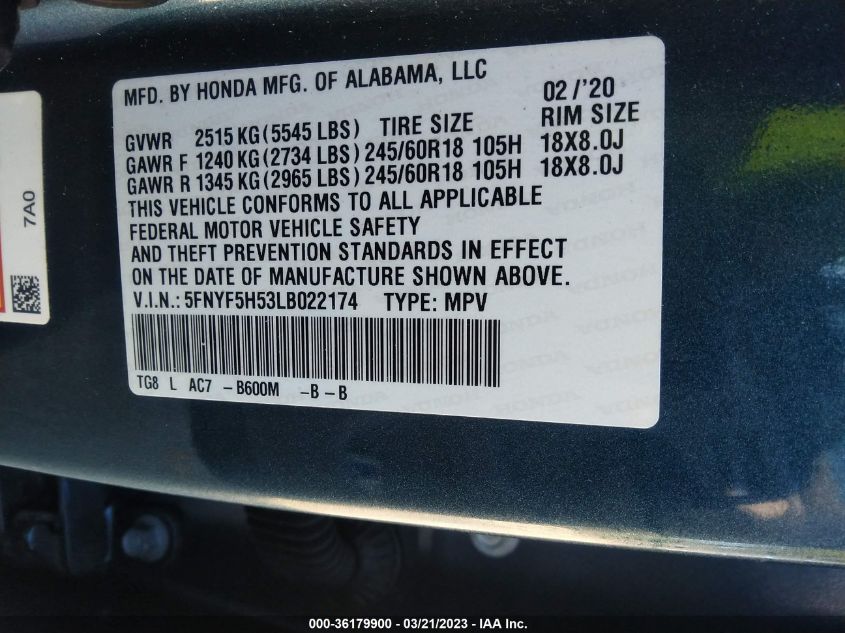 MFD. BY HONDA MFG. OF ALABAMA, LLC
02 / '20
GVWR 2515 KG (5545 LBS) TIRE SIZE RIM SIZE
GAWR F 1240 KG (2734 LBS) 245/60R18 105H 18X8.0J
GAWR R 1345 KG (2965 LBS) 245/60R18 105H 18X8.0J
THIS VEHICLE CONFORMS TO ALL APPLICABLE
FEDERAL MOTOR VEHICLE SAFETY
AND THEFT PREVENTION STANDARDS IN EFFECT
ON THE DATE OF MANUFACTURE SHOWN ABOVE.
V.I.N.: 5FNYF5H53LB022174 TYPE: MPV
TG8 L AC7 -B600M -B-B
7A0
000-36179900 - 03/21/2023 - IAA Inc.